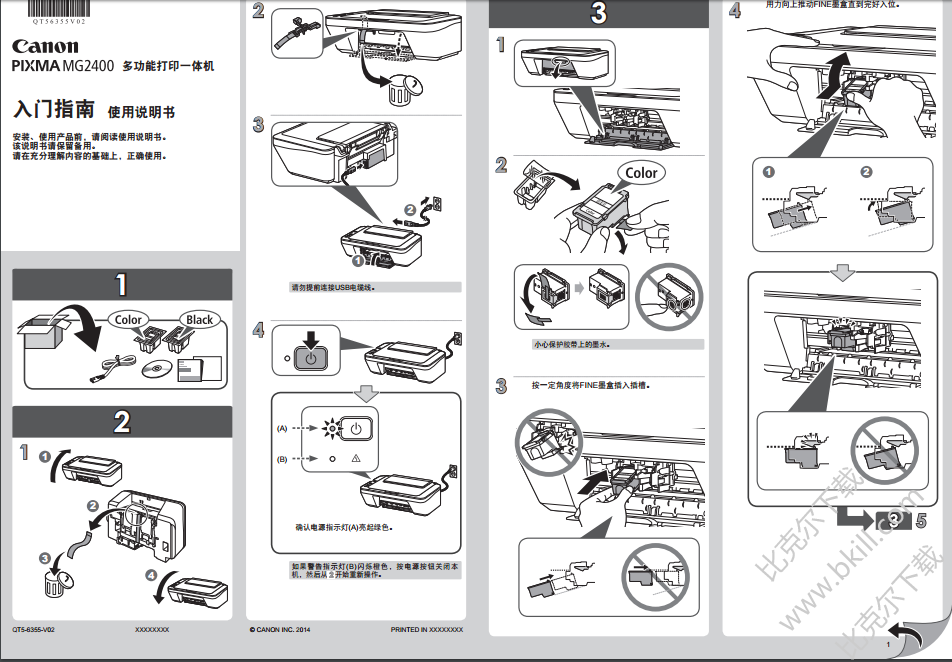 QT56355V02
Canon
PIXMA MG2400 多功能打印一体机
入门指南 使用说明书
安装、使用产品前，请阅读使用说明书。
该说明书请保留备用。
请在充分理解内容的基础上，正确使用。
1
Color
Black
2
1
1
2
3
4
QT5-6355-V02
XXXXXXXX
2
3
2
1
请勿提前连接USB电缆线。
4
(A)
(B)
确认电源指示灯(A)亮起绿色。
如果警告指示灯(B)闪烁橙色，按电源按钮关闭本
机，然后从2开始重新操作。
© CANON INC. 2014
PRINTED IN XXXXXXXX
3
1
2
Color
小心保护胶带上的墨水。
3
按一定角度将FINE墨盒插入插槽。
4
用力向上推动FINE墨盒直到完好入位。
1
2
3
5
1
比克尔下载
www.bkill.com
比克尔下载